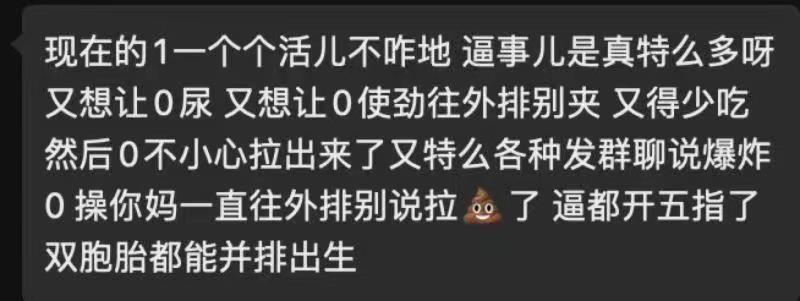 现在的1一个个活儿不咋地 逼事儿是真特么多呀
又想让0尿 又想让0使劲往外排别夹 又得少吃
然后0不小心拉出来了又特么各种发群聊说爆炸
0 操你妈一直往外排别说拉💩了 逼都开五指了
双胞胎都能并排出生